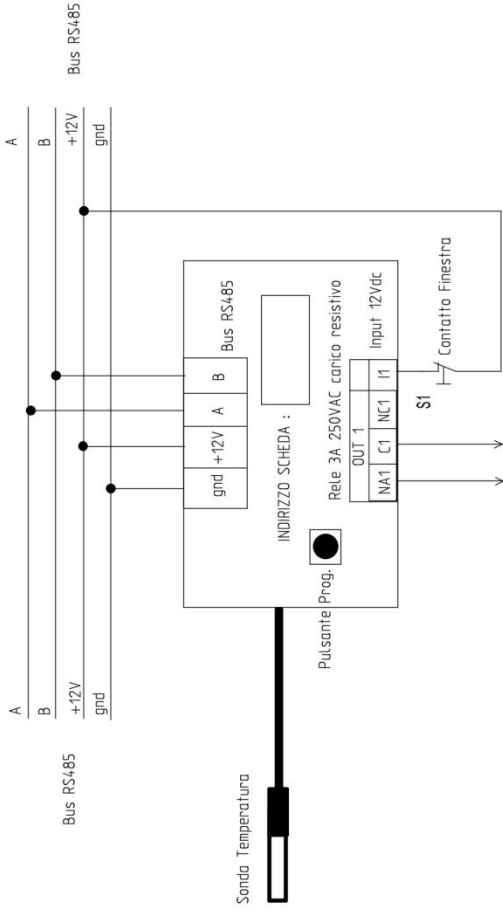 A
B
+12V
gnd
Bus RS485
A
B
+12V
gnd
Bus RS485
gnd +12V A B
Bus RS485
INDIRIZZO SCHEDA :
Pulsante Prog.
Rele 3A 250VAC carico resistivo
OUT 1
Input 12Vdc
NA1 C1 NC1 I1
S1
Contatto Finestra
Sonda Temperatura